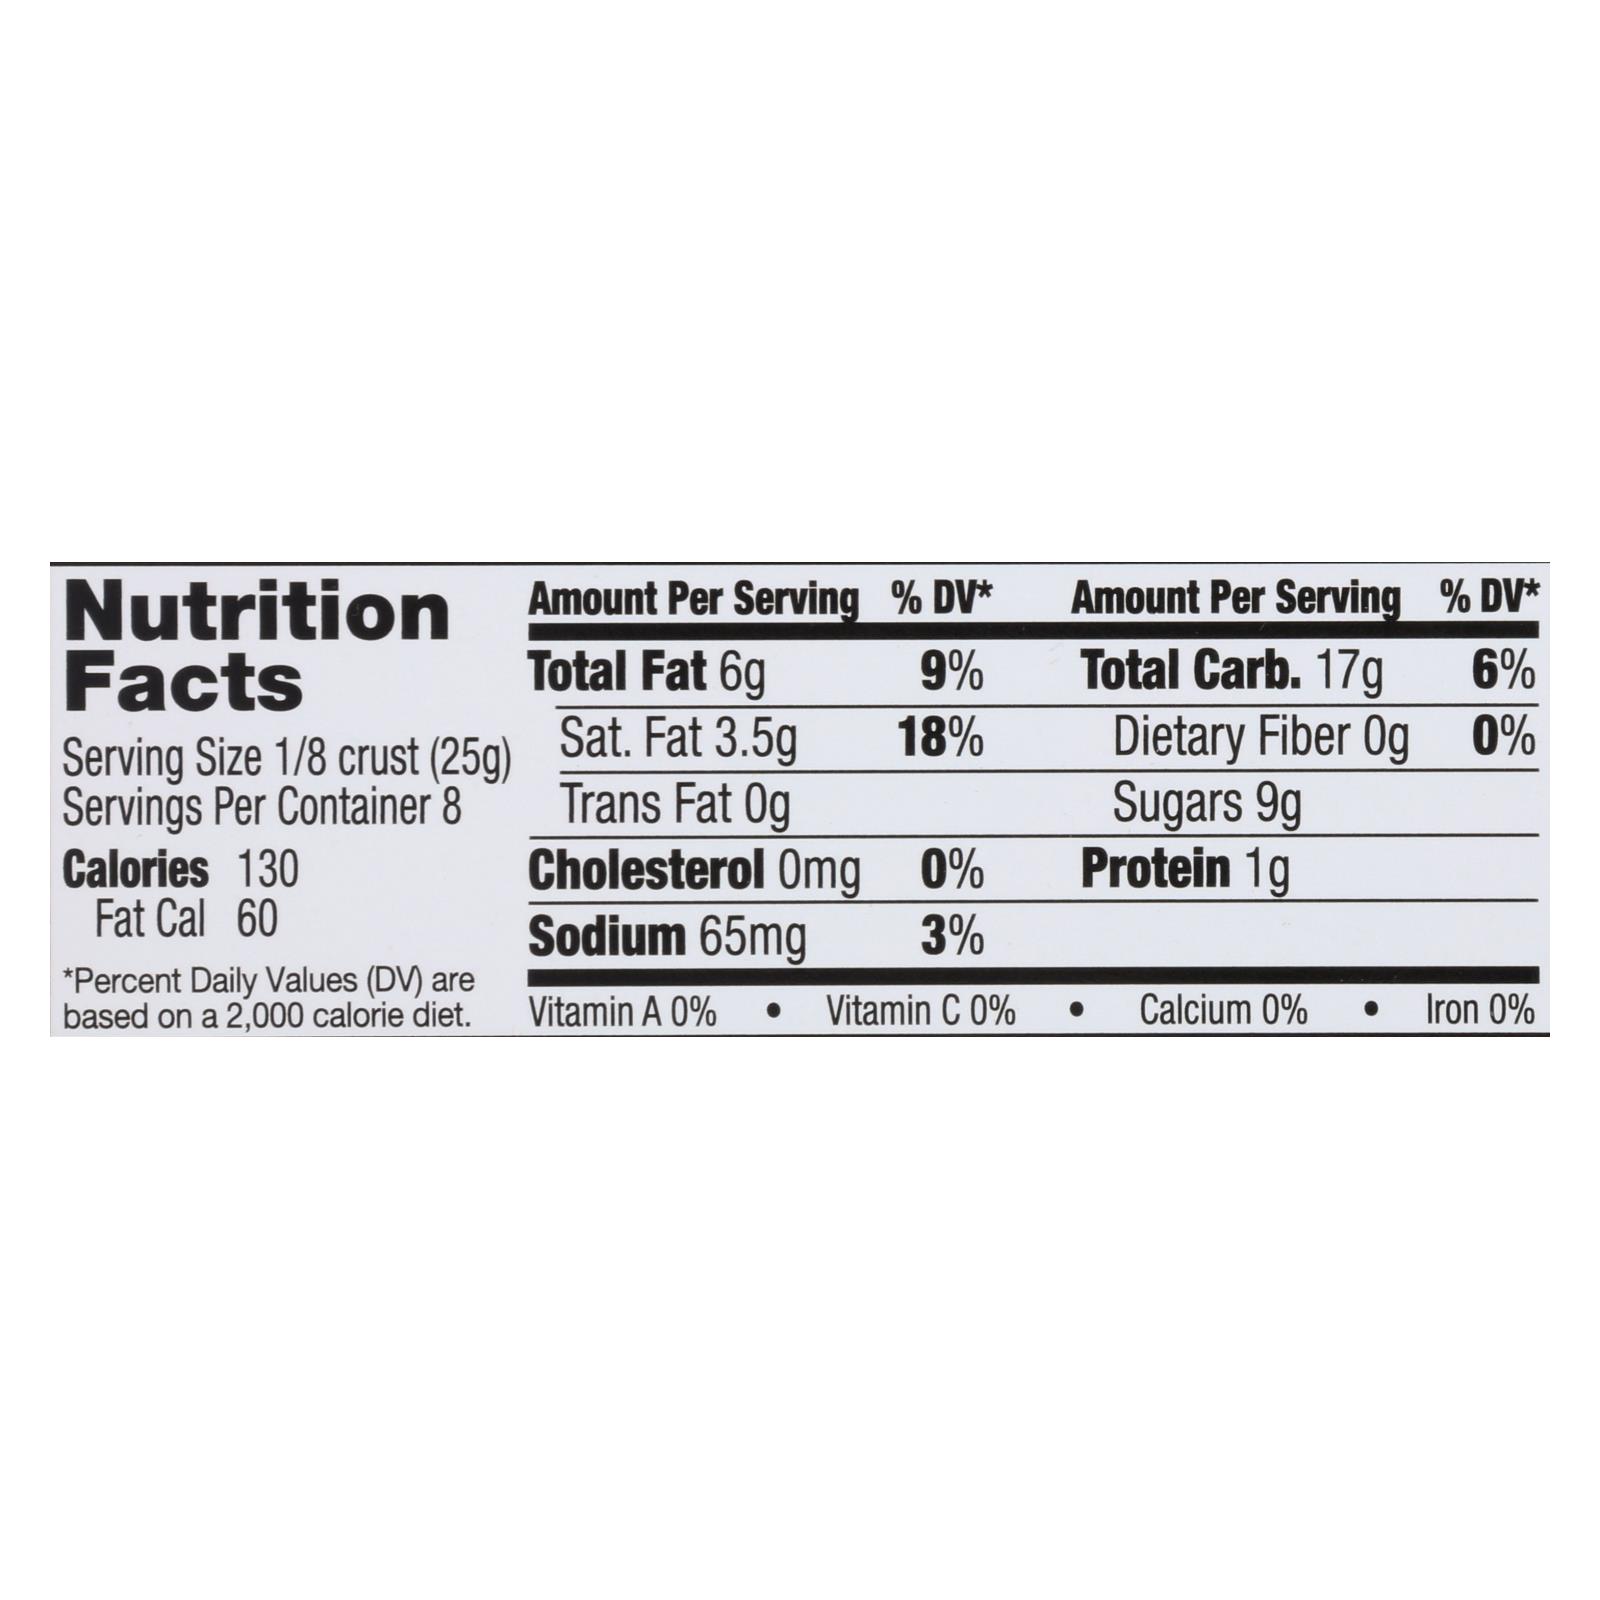 Nutrition
Facts
Serving Size 1/8 crust (25g)
Servings Per Container 8
Calories 130
Fat Cal 60
*Percent Daily Values (DV) are
based on a 2,000 calorie diet.
Amount Per Serving % DV* Amount Per Serving % DV*
Total Fat 6g 9% Total Carb. 17g 6%
Sat. Fat 3.5g 18% Dietary Fiber 0g 0%
Trans Fat 0g Sugars 9g
Cholesterol 0mg 0% Protein 1g
Sodium 65mg 3%
Vitamin A 0% • Vitamin C 0% • Calcium 0% • Iron 0%